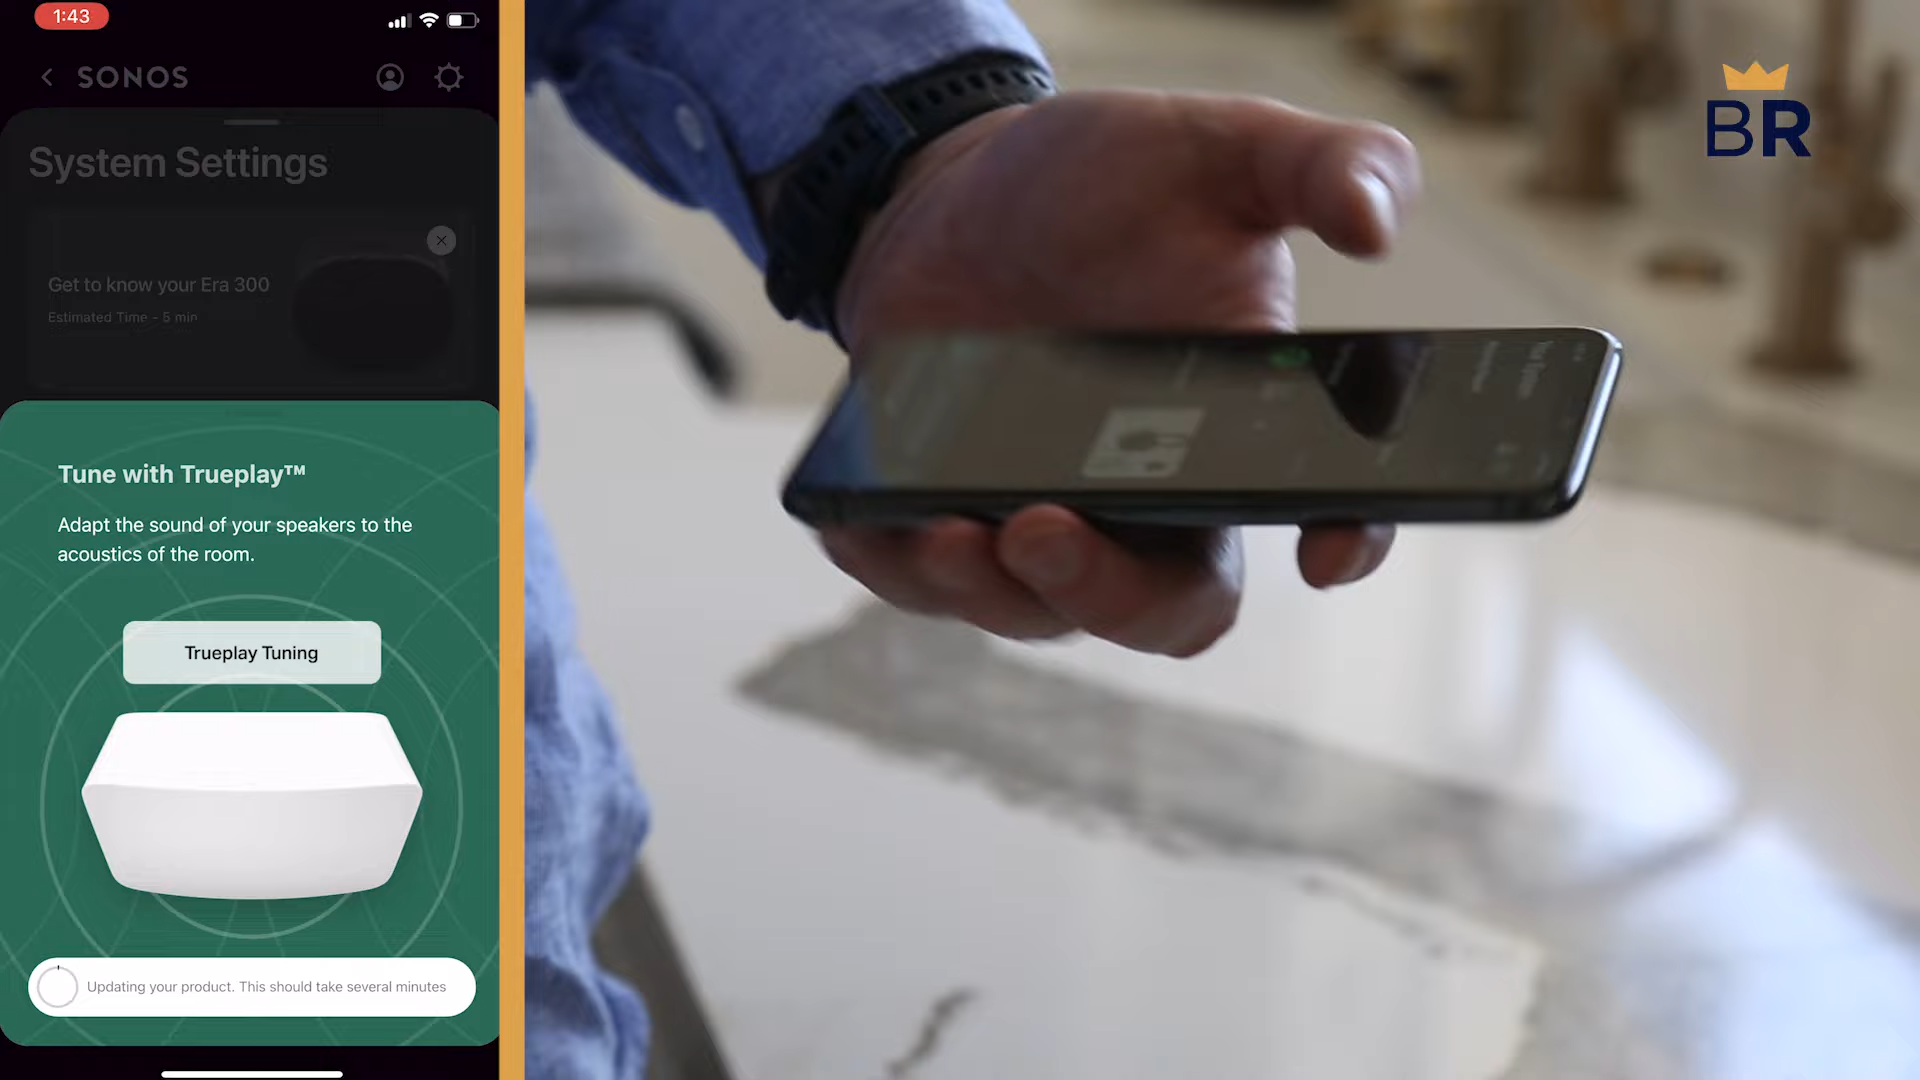 1:43
SONOS
System Settings
Get to know your Era 300
Estimated Time - 5 min
Tune with Trueplay™
Adapt the sound of your speakers to the
acoustics of the room.
Trueplay Tuning
Updating your product. This should take several minutes
BR